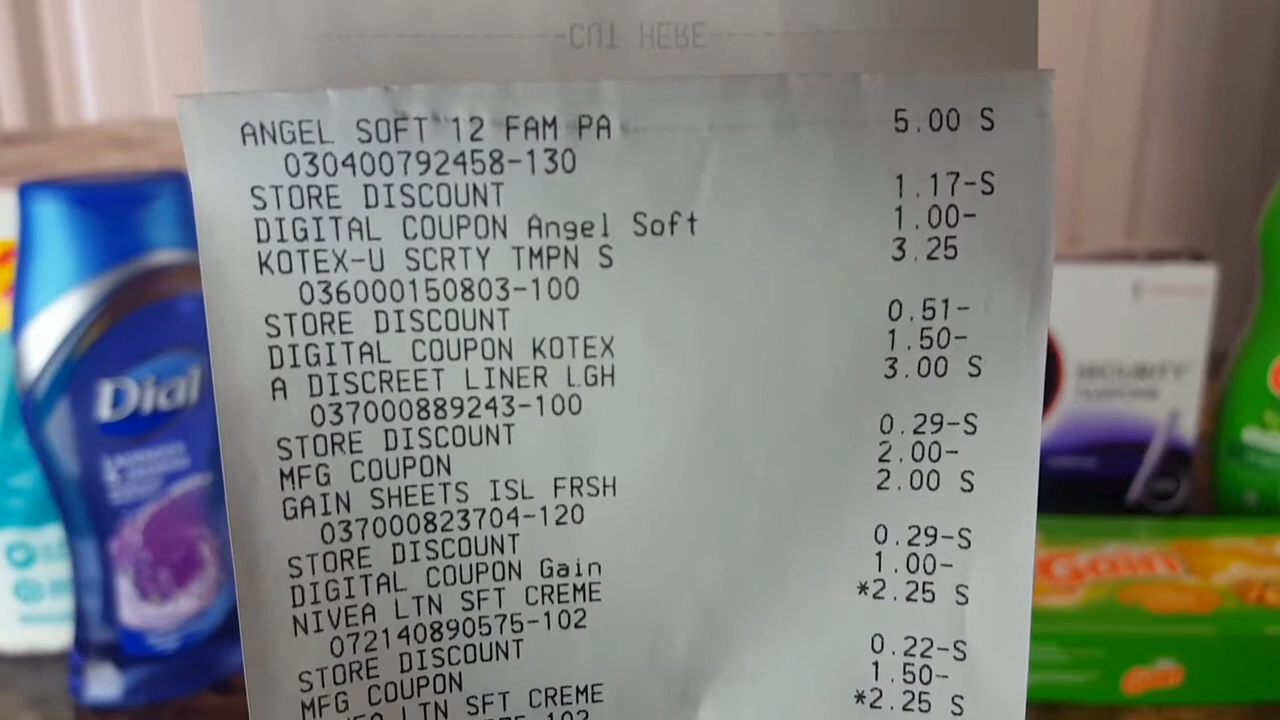 CUT HERE
ANGEL SOFT 12 FAM PA 5.00 S
030400792458-130
STORE DISCOUNT 1.17-S
DIGITAL COUPON Angel Soft 1.00-
KOTEX-U SCRTY TMPN S 3.25
036000150803-100
STORE DISCOUNT 0.51-
DIGITAL COUPON KOTEX 1.50-
A DISCREET LINER LGH 3.00 S
037000889243-100
STORE DISCOUNT 0.29-S
MFG COUPON 2.00-
GAIN SHEETS ISL FRSH 2.00 S
037000823704-120
STORE DISCOUNT 0.29-S
DIGITAL COUPON Gain 1.00-
NIVEA LTN SFT CREME *2.25 S
072140890575-102
STORE DISCOUNT 0.22-S
MFG COUPON 1.50-
LTN SFT CREME *2.25 S
Dial
SECURITY
Gain
Gain